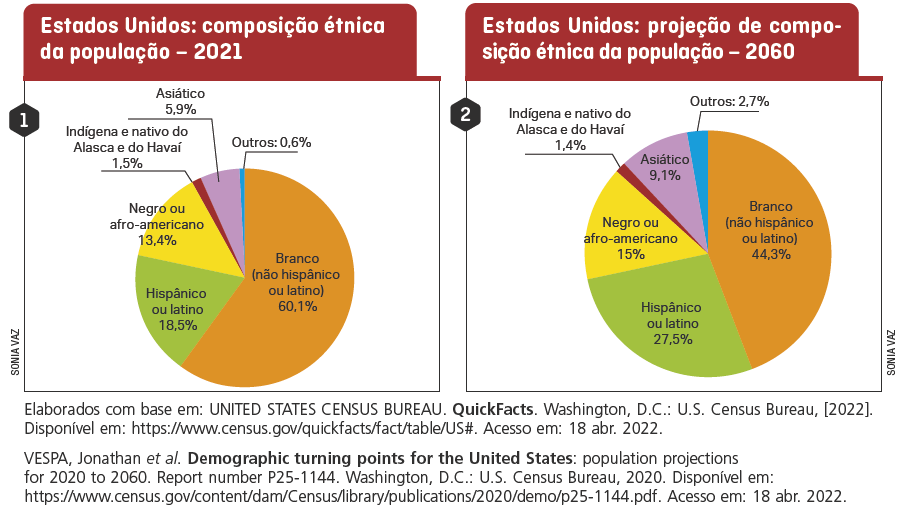 Estados Unidos: composição étnica
da população – 2021
1
Asiático
5,9%
Indígena e nativo do
Alasca e do Havaí
1,5%
Outros: 0,6%
Negro ou
afro-americano
13,4%
Branco
(não hispânico
ou latino)
60,1%
Hispânico
ou latino
18,5%
SONIA VAZ
Estados Unidos: projeção de compo-
sição étnica da população – 2060
2
Outros: 2,7%
Indígena e nativo do
Alasca e do Havaí
1,4%
Asiático
9,1%
Branco
(não hispânico
ou latino)
44,3%
Negro ou
afro-americano
15%
Hispânico
ou latino
27,5%
SONIA VAZ
Elaborados com base em: UNITED STATES CENSUS BUREAU. QuickFacts. Washington, D.C.: U.S. Census Bureau, [2022].
Disponível em: https://www.census.gov/quickfacts/fact/table/US#. Acesso em: 18 abr. 2022.
VESPA, Jonathan et al. Demographic turning points for the United States: population projections
for 2020 to 2060. Report number P25-1144. Washington, D.C.: U.S. Census Bureau, 2020. Disponível em:
https://www.census.gov/content/dam/Census/library/publications/2020/demo/p25-1144.pdf. Acesso em: 18 abr. 2022.